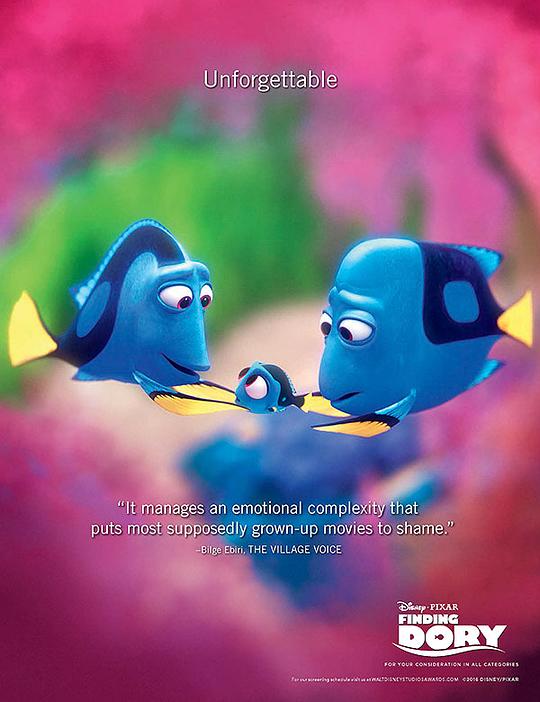 Unforgettable
“It manages an emotional complexity that
puts most supposedly grown-up movies to shame.”
–Bilge Ebiri, THE VILLAGE VOICE
Disney • PIXAR
FINDING
DORY
FOR YOUR CONSIDERATION IN ALL CATEGORIES
For our screening schedule visit us at WALTDISNEYSTUDIOSAWARDS.COM ©2016 DISNEY/PIXAR